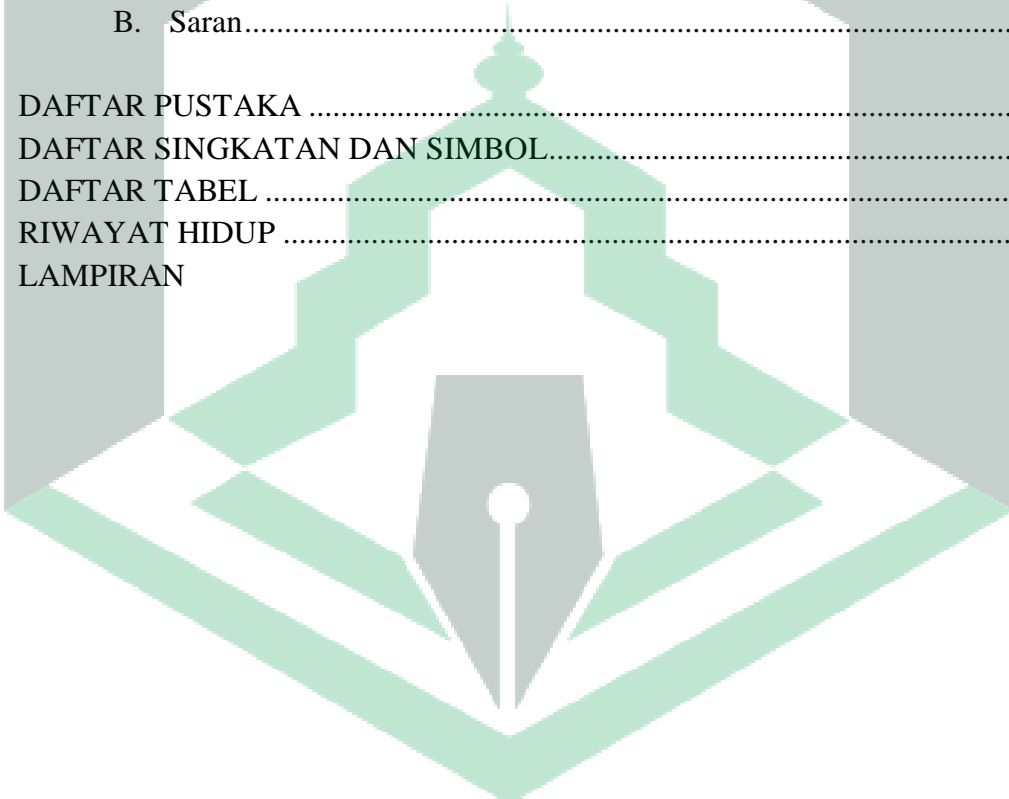 B. Saran..........................................................................................
DAFTAR PUSTAKA ..........................................................................................
DAFTAR SINGKATAN DAN SIMBOL..........................................................
DAFTAR TABEL ..............................................................................................
RIWAYAT HIDUP ............................................................................................
LAMPIRAN